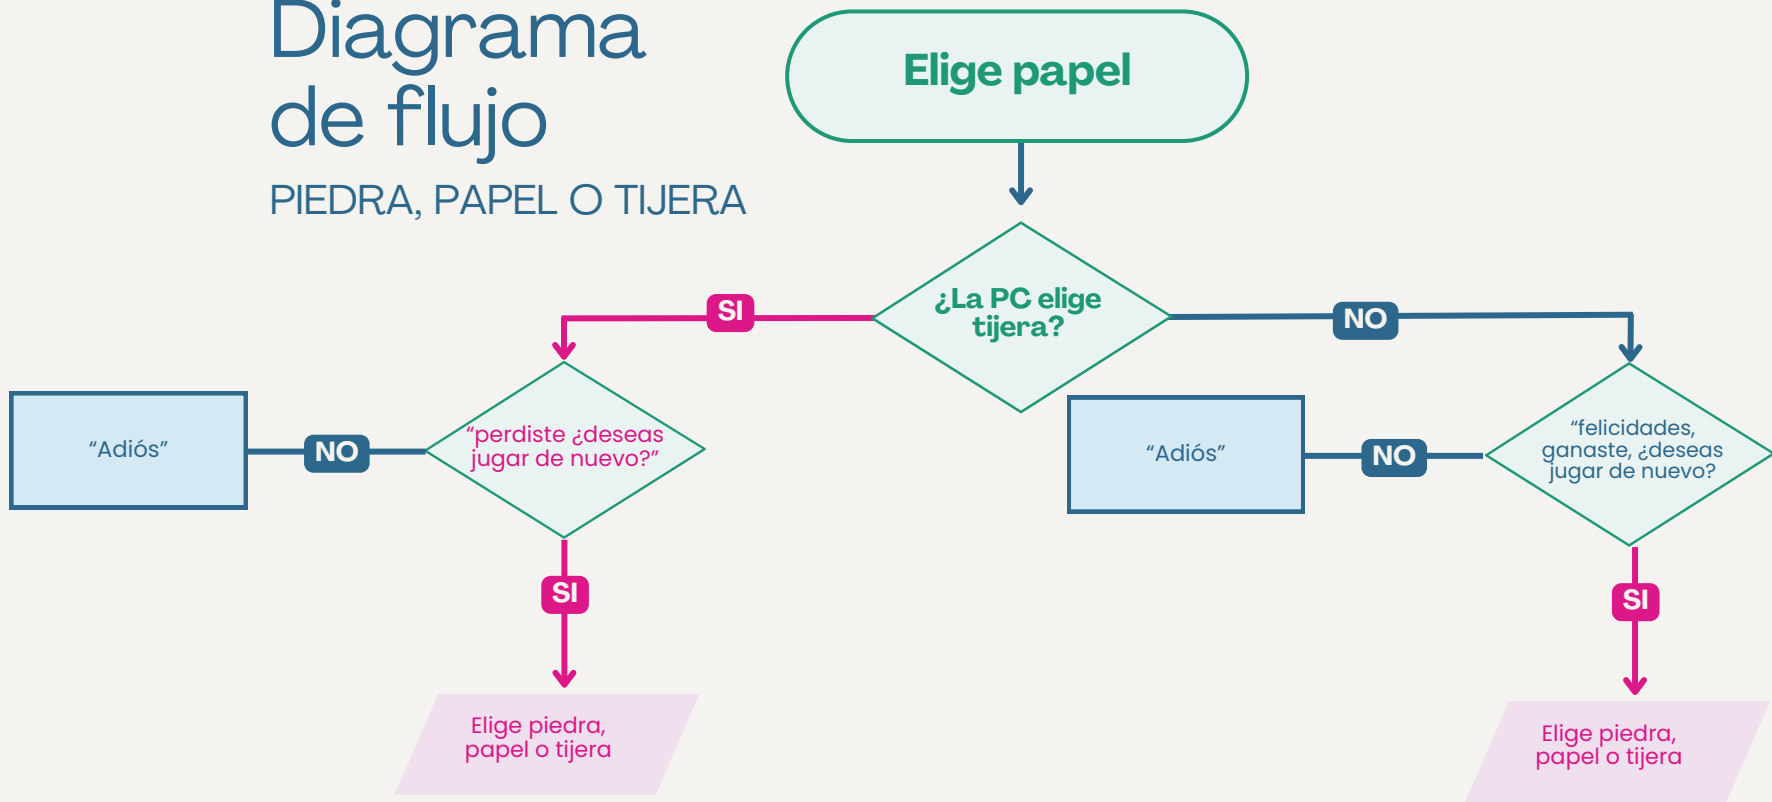 Diagrama
de flujo
PIEDRA, PAPEL O TIJERA
Elige papel
¿La PC elige
tijera?
SI
NO
“Adiós”
NO
“perdiste ¿deseas
jugar de nuevo?”
“Adiós”
NO
“felicidades,
ganaste, ¿deseas
jugar de nuevo?
SI
SI
Elige piedra,
papel o tijera
Elige piedra,
papel o tijera